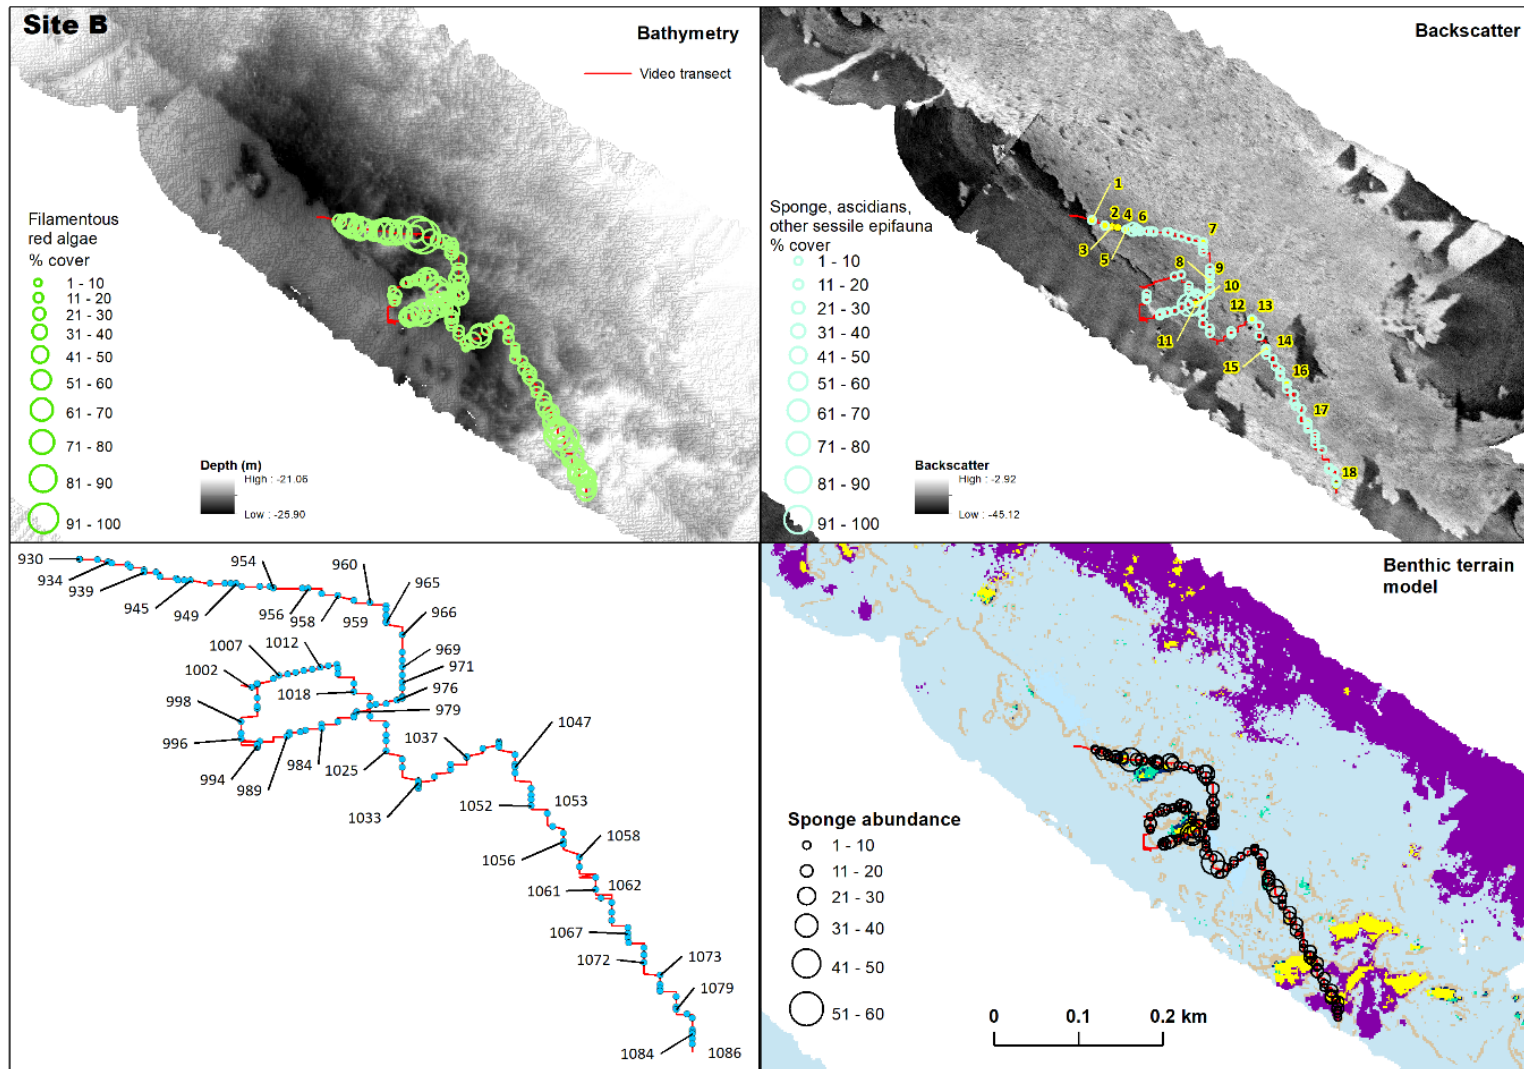 Site B
Bathymetry
Video transect
Filamentous
red algae
% cover
1 - 10
11 - 20
21 - 30
31 - 40
41 - 50
51 - 60
61 - 70
71 - 80
81 - 90
91 - 100
Depth (m)
High : -21.06
Low : -25.90
Backscatter
1
2
4
6
3
5
7
8
9
10
11
12
13
14
15
16
17
18
Sponge, ascidians,
other sessile epifauna
% cover
1 - 10
11 - 20
21 - 30
31 - 40
41 - 50
51 - 60
61 - 70
71 - 80
81 - 90
91 - 100
Backscatter
High : -2.92
Low : -45.12
930
934
939
945
949
954
956
958
959
960
965
966
969
971
976
979
984
989
994
996
998
1002
1007
1012
1018
1025
1033
1037
1047
1052
1053
1056
1058
1061
1062
1067
1072
1073
1079
1084
1086
Benthic terrain
model
Sponge abundance
1 - 10
11 - 20
21 - 30
31 - 40
41 - 50
51 - 60
0 0.1 0.2 km